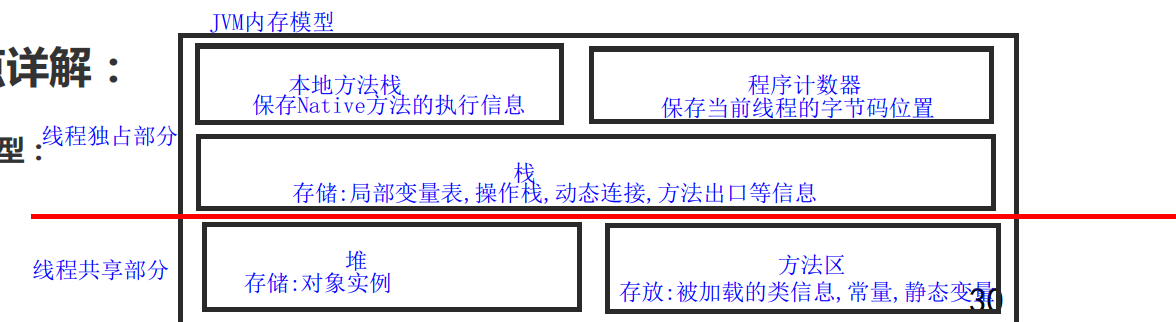 JVM内存模型
点详解：
本地方法栈
保存Native方法的执行信息
程序计数器
保存当前线程的字节码位置
线程独占部分
型：
栈
存储:局部变量表,操作栈,动态连接,方法出口等信息
线程共享部分
堆
存储:对象实例
方法区
存放:被加载的类信息,常量,静态变量
30